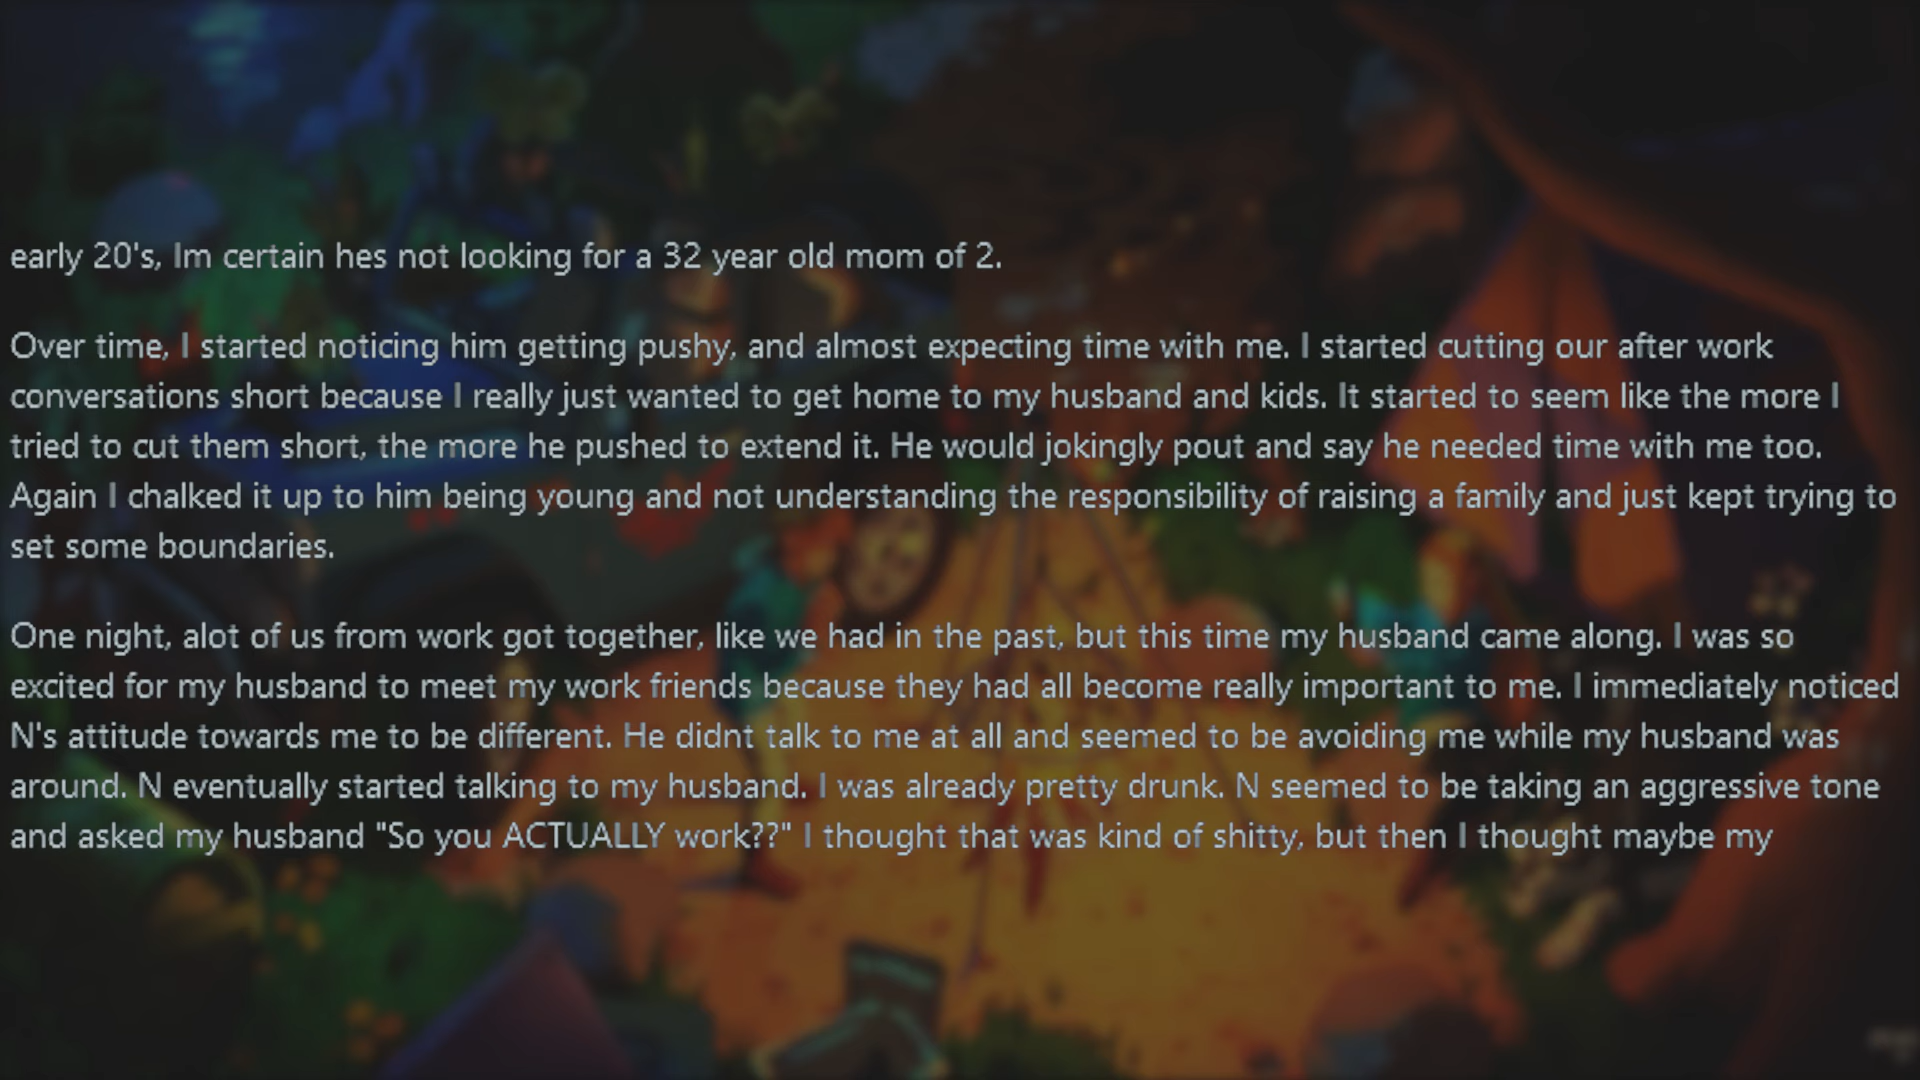 early 20's, Im certain hes not looking for a 32 year old mom of 2.
Over time, I started noticing him getting pushy, and almost expecting time with me. I started cutting our after work
conversations short because I really just wanted to get home to my husband and kids. It started to seem like the more I
tried to cut them short, the more he pushed to extend it. He would jokingly pout and say he needed time with me too.
Again I chalked it up to him being young and not understanding the responsibility of raising a family and just kept trying to
set some boundaries.
One night, alot of us from work got together, like we had in the past, but this time my husband came along. I was so
excited for my husband to meet my work friends because they had all become really important to me. I immediately noticed
N's attitude towards me to be different. He didnt talk to me at all and seemed to be avoiding me while my husband was
around. N eventually started talking to my husband. I was already pretty drunk. N seemed to be taking an aggressive tone
and asked my husband "So you ACTUALLY work??" I thought that was kind of shitty, but then I thought maybe my